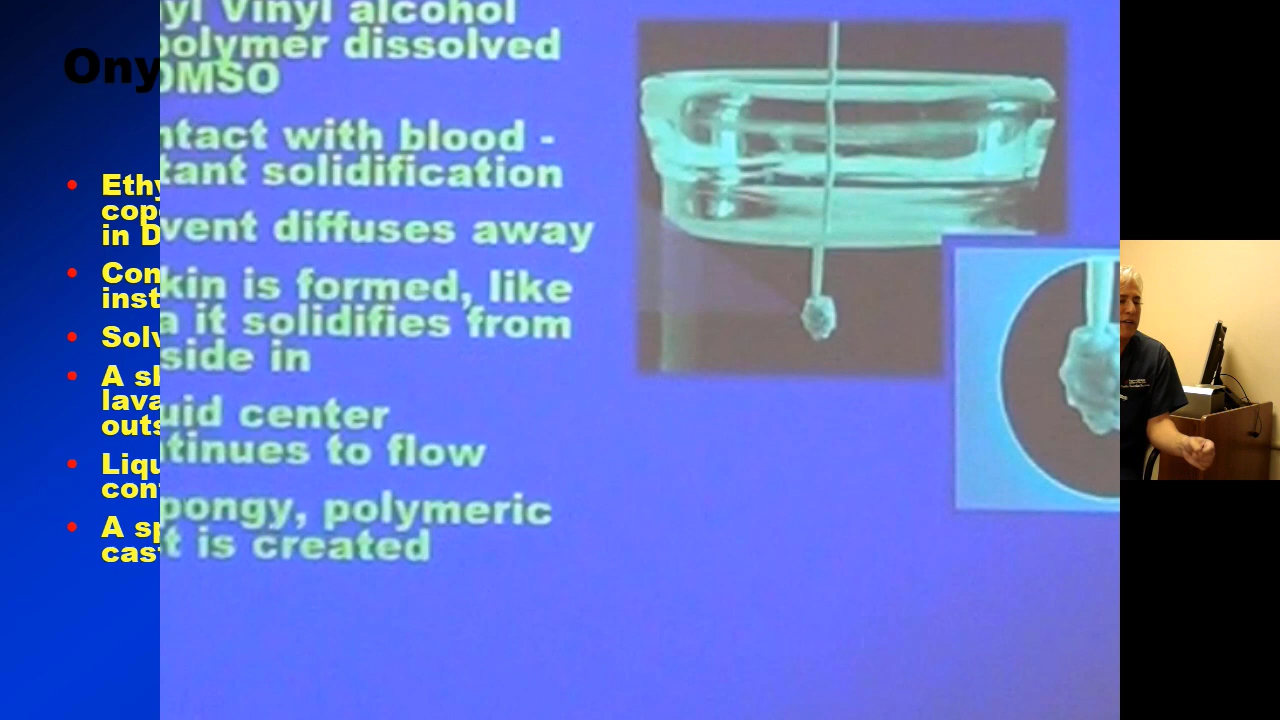 Ony
Ethy
cop
in D
Con
inst
Solv
A sk
lava
outs
Liqu
con
A sp
cas
yl Vinyl alcohol
polymer dissolved
DMSO
ntact with blood -
tant solidification
vent diffuses away
kin is formed, like
a it solidifies from
side in
uid center
tinues to flow
pongy, polymeric
t is created